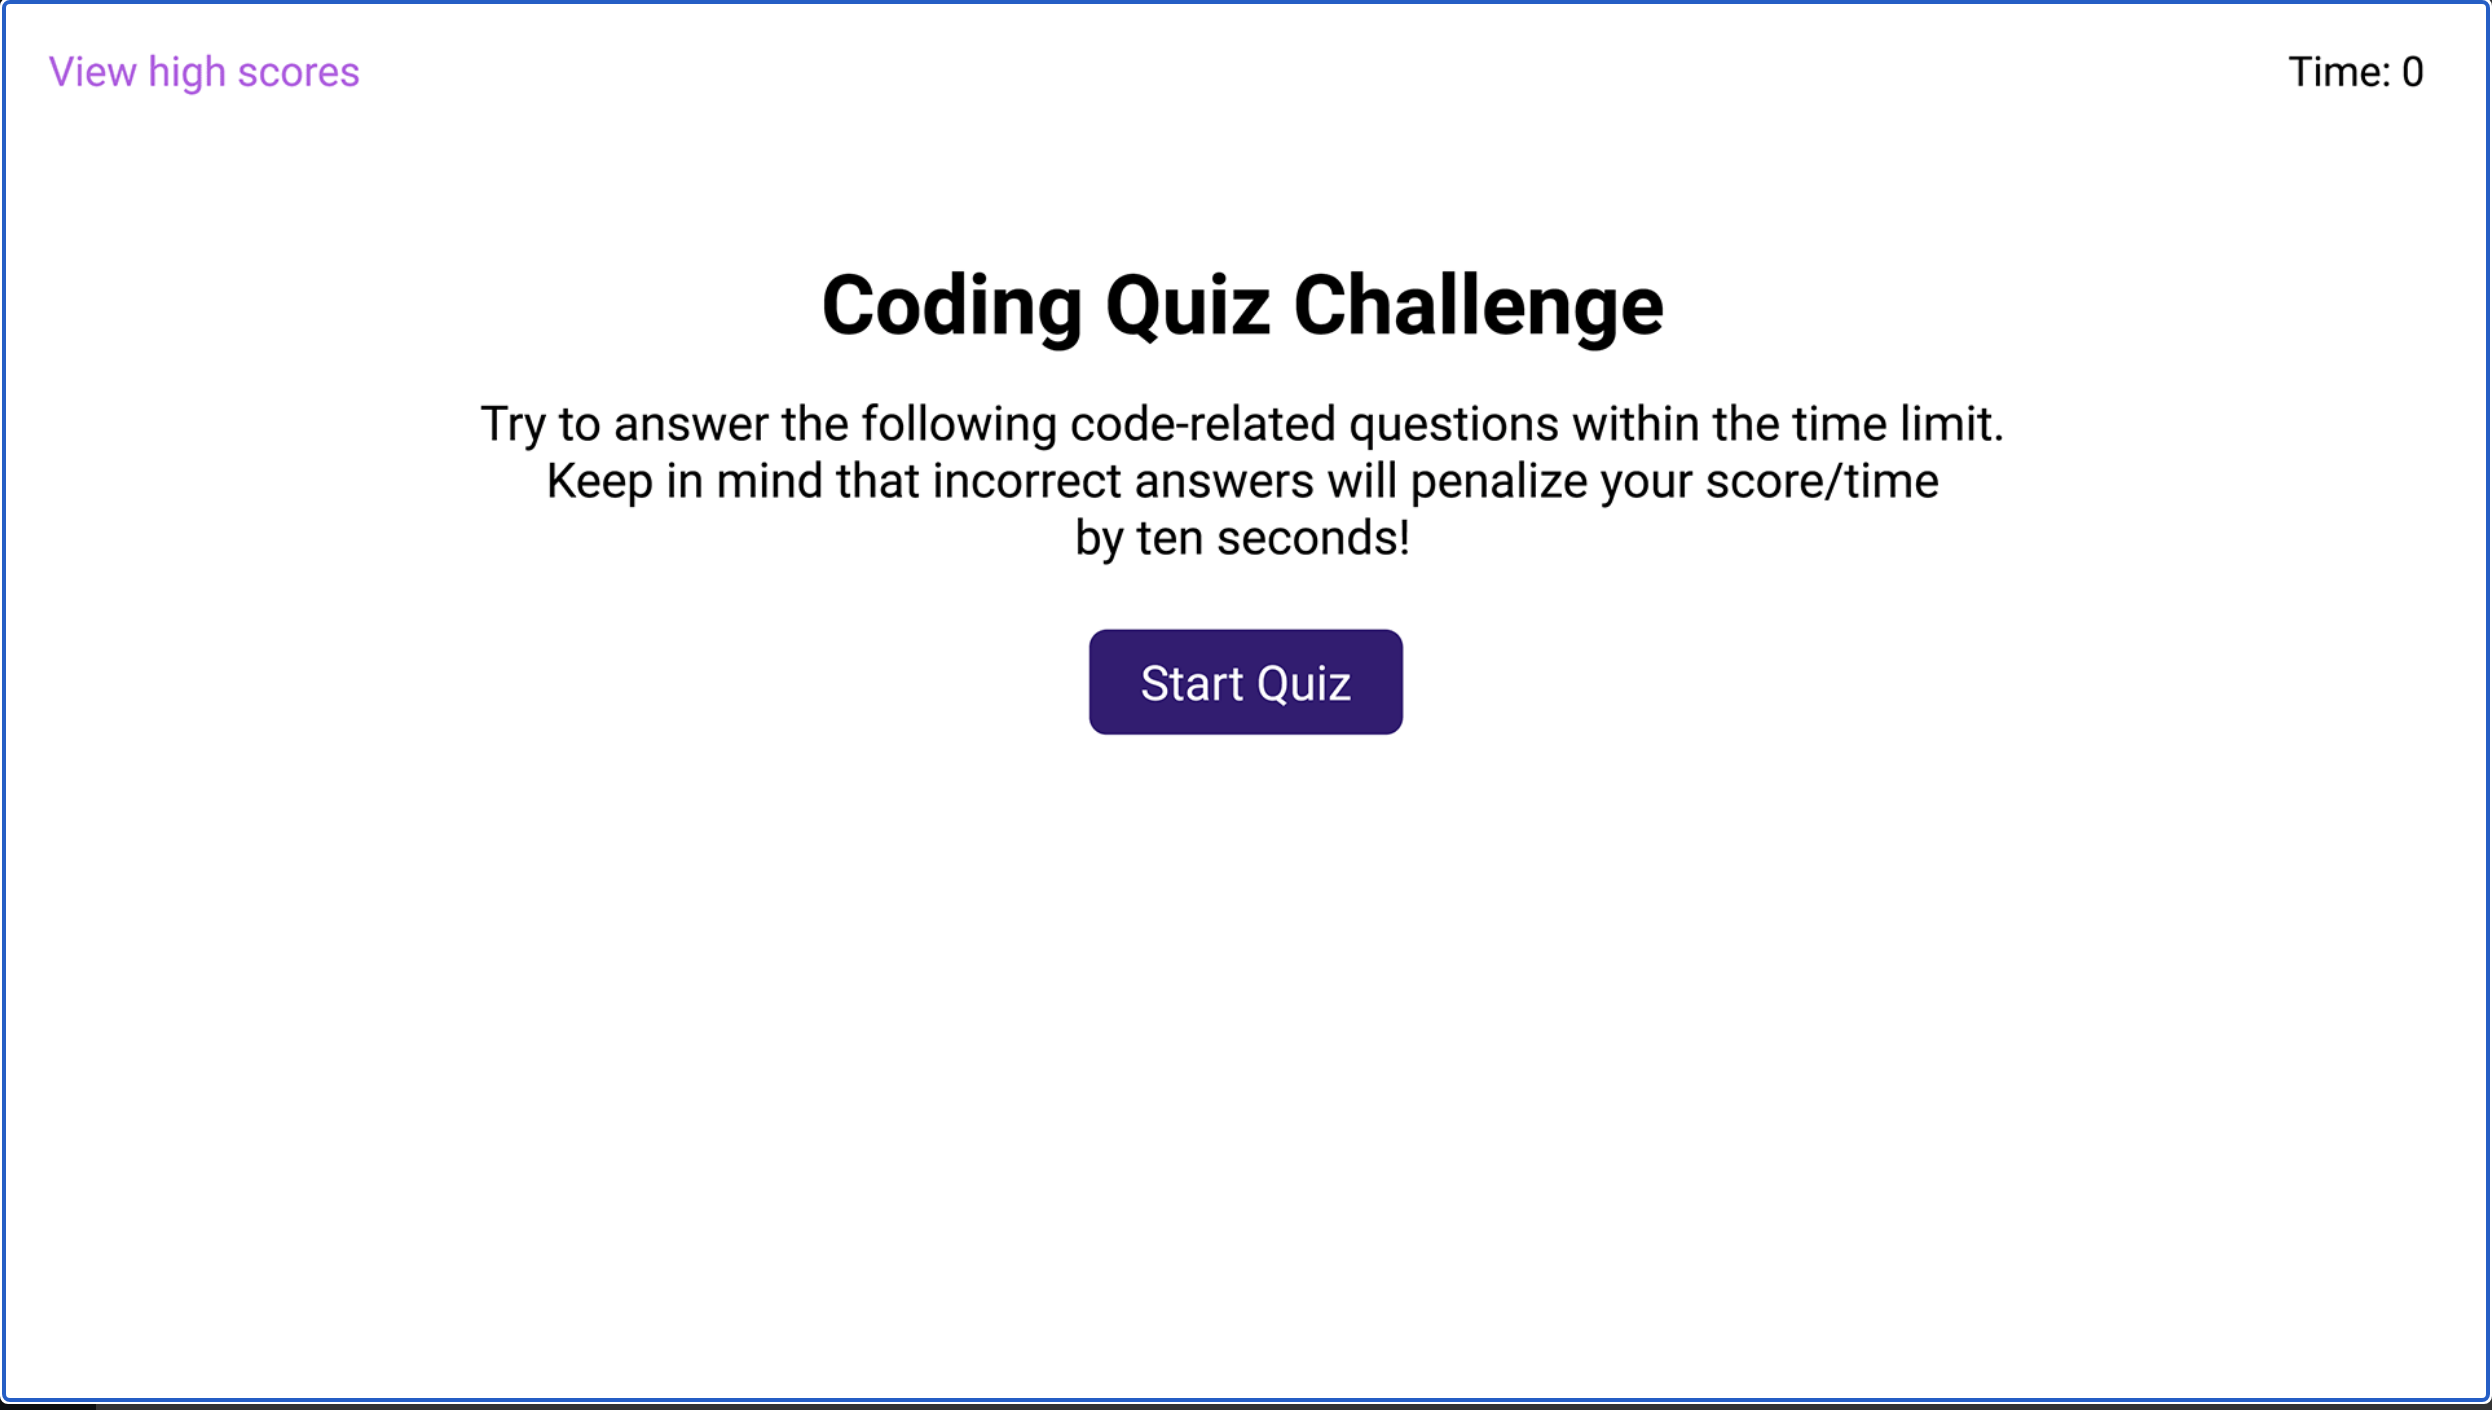 View high scores
Time: 0
Coding Quiz Challenge
Try to answer the following code-related questions within the time limit.
Keep in mind that incorrect answers will penalize your score/time
by ten seconds!
Start Quiz